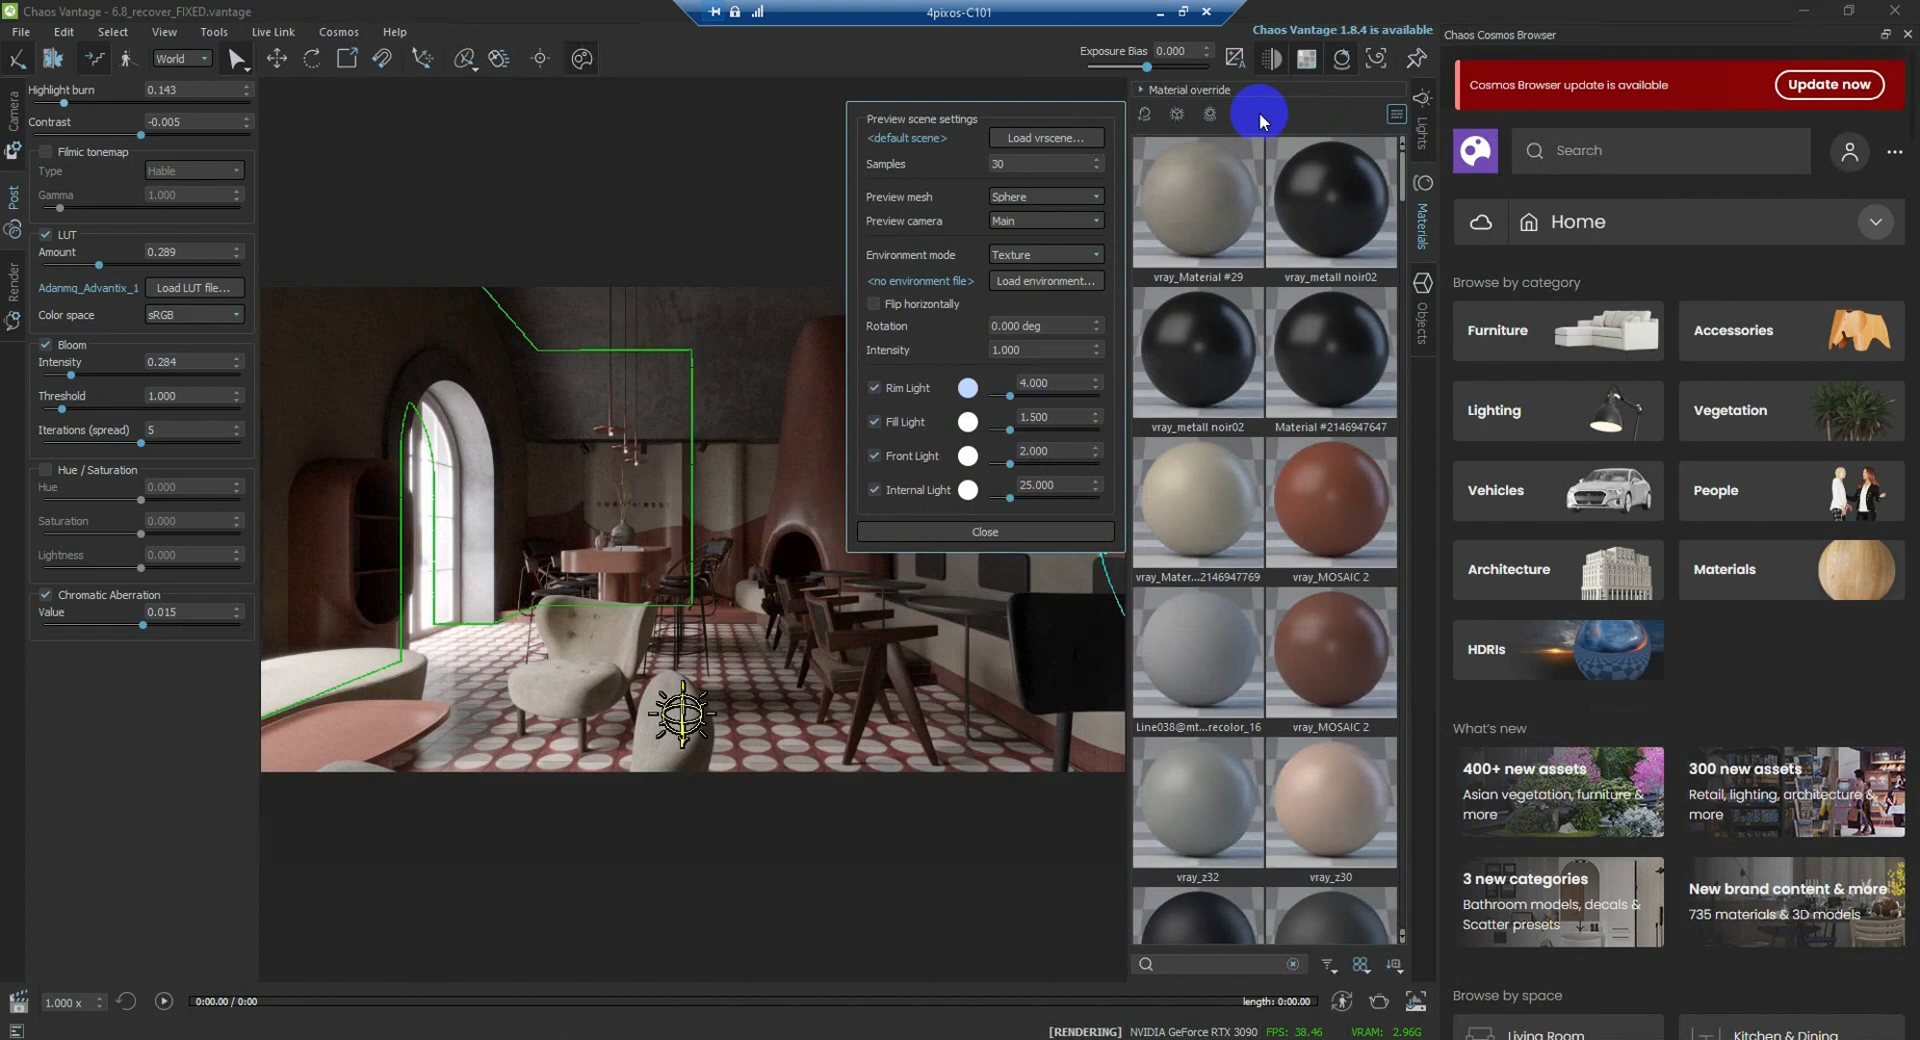 Chaos Vantage - 6.8_recover_FIXED.vantage
4pixos-C101
File Edit Select View Tools Live Link Chaos Cosmos Help
Chaos Vantage 1.8.4 is available
World
Exposure Bias 0.000
Camera
Post
Render
Highlight burn 0.143
Contrast -0.005
Filmic tonemap
Type Hable
Gamma 1.000
LUT
Amount 0.289
Adanmq_Advantix_1 Load LUT file...
Color space sRGB
Bloom
Intensity 0.284
Threshold 1.000
Iterations (spread) 5
Hue / Saturation
Hue 0.000
Saturation 0.000
Lightness 0.000
Chromatic Aberration
Value 0.015
Preview scene settings
<default scene> Load vrscene...
Samples 30
Preview mesh Sphere
Preview camera Main
Environment mode Texture
<no environment file> Load environment...
Flip horizontally
Rotation 0.000 deg
Intensity 1.000
Rim Light 4.000
Fill Light 1.500
Front Light 2.000
Internal Light 25.000
Close
Material override
vray_Material #29 vray_metall noir02
vray_metall noir02 Material #2146947647
vray_Mater...2146947769 vray_MOSAIC 2
Line038@mt...recolor_16 vray_MOSAIC 2
vray_z32 vray_z30
Lights
Materials
Objects
1.000 x
0:00.00 / 0:00
length: 0:00.00
[RENDERING] NVIDIA GeForce RTX 3090 FPS: 38.46 VRAM: 2.96G
Chaos Cosmos Browser
Cosmos Browser update is available Update now
Search
Home
Browse by category
Furniture Accessories
Lighting Vegetation
Vehicles People
Architecture Materials
HDRIs
What's new
400+ new assets
Asian vegetation, furniture &
more
300 new assets
Retail, lighting, architecture &
more
3 new categories
Bathroom models, decals &
Scatter presets
New brand content & more
735 materials & 3D models
Browse by space
Living Room Kitchen & Dining